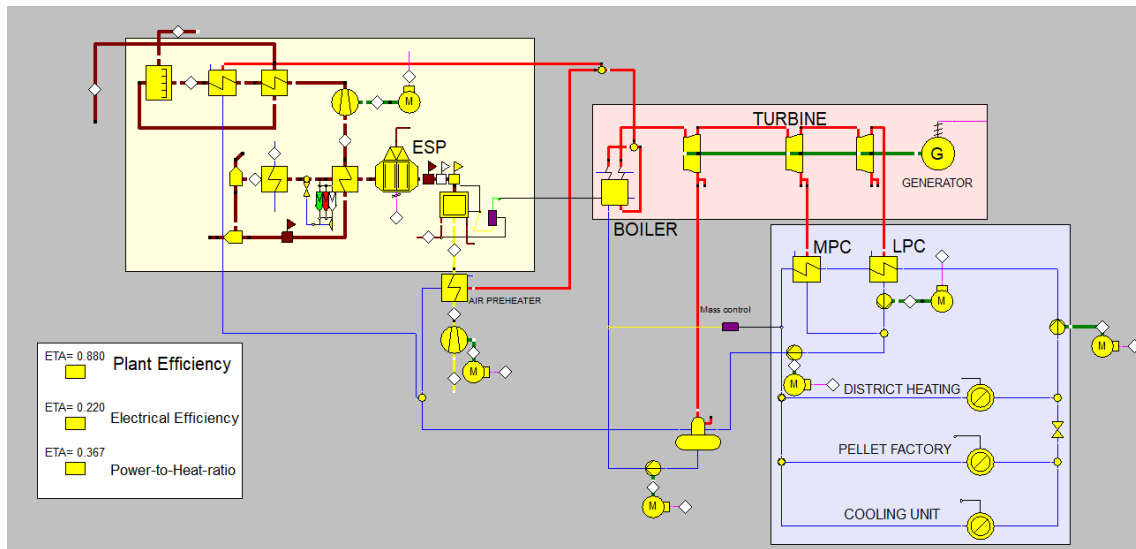 ESP
TURBINE
G
GENERATOR
BOILER
M
MPC
LPC
M
AIR PREHEATER
Mass control
M
M
M
M
DISTRICT HEATING
PELLET FACTORY
COOLING UNIT
M
ETA= 0.880
Plant Efficiency
ETA= 0.220
Electrical Efficiency
ETA= 0.367
Power-to-Heat-ratio